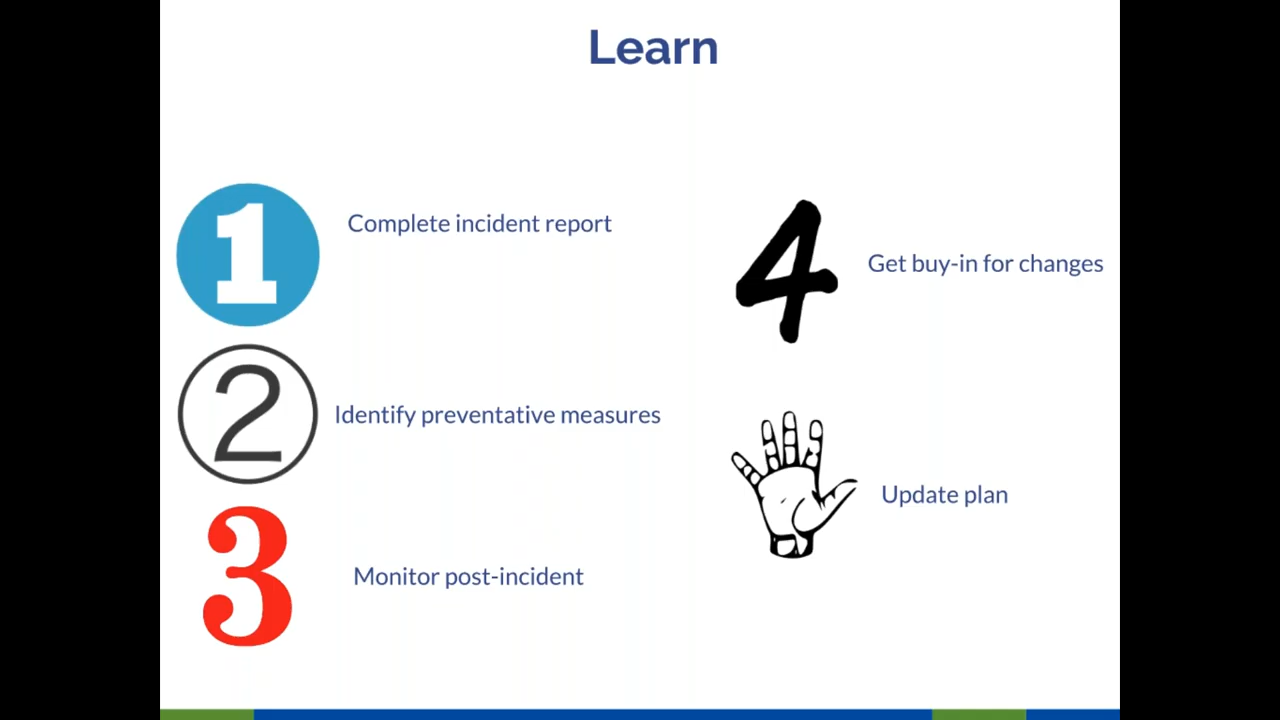 Learn
1
Complete incident report
2
Identify preventative measures
3
Monitor post-incident
4
Get buy-in for changes
Update plan